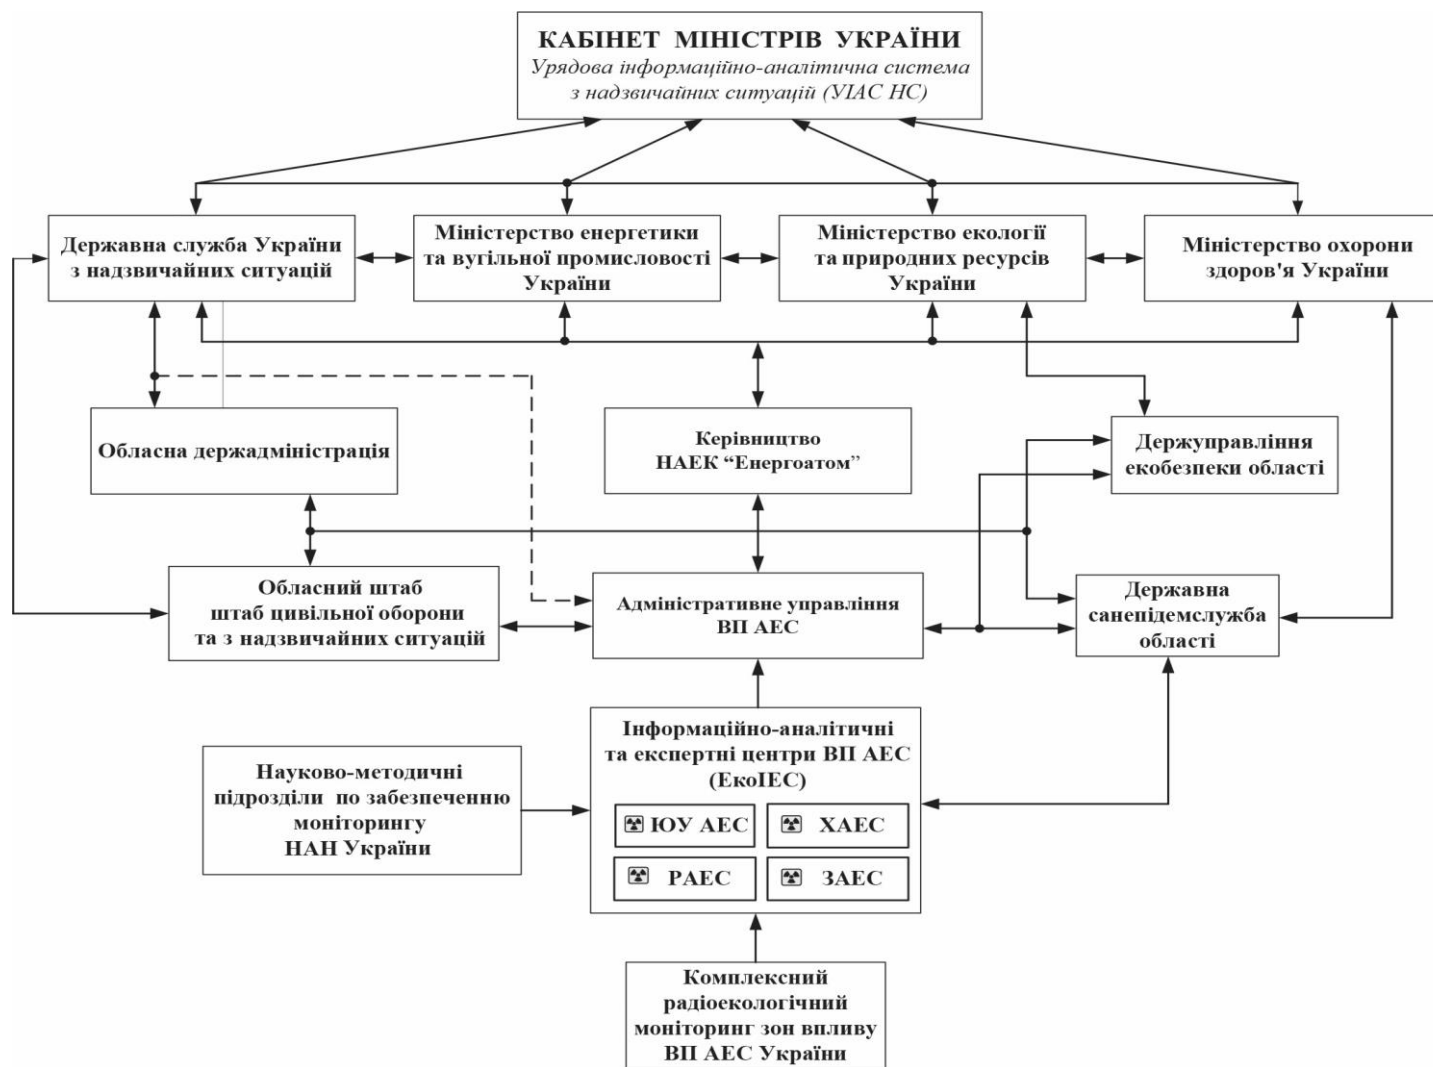 КАБІНЕТ МІНІСТРІВ УКРАЇНИ
Урядова інформаційно-аналітична система
з надзвичайних ситуацій (УІАС НС)
Державна служба України
з надзвичайних ситуацій
Міністерство енергетики
та вугільної промисловості
України
Міністерство екології
та природних ресурсів
України
Міністерство охорони
здоров'я України
Обласна держадміністрація
Керівництво
НАЕК “Енергоатом”
Держуправління
екобезпеки області
Обласний штаб
штаб цивільної оборони
та з надзвичайних ситуацій
Адміністративне управління
ВП АЕС
Державна
санепідемслужба
області
Інформаційно-аналітичні
та експертні центри ВП АЕС
(ЕкоІЕС)
ЮУ АЕС
ХАЕС
РАЕС
ЗАЕС
Науково-методичні
підрозділи по забезпеченню
моніторингу
НАН України
Комплексний
радіоекологічний
моніторинг зон впливу
ВП АЕС України